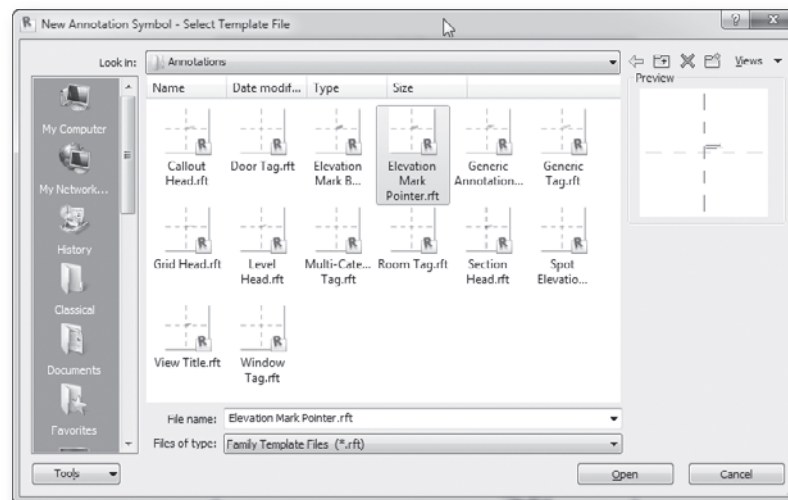 New Annotation Symbol - Select Template File
Look in: Annotations
Views
Name Date modif... Type Size
Preview
My Computer
My Network...
History
Classical
Documents
Favorites
Callout Head.rft
Door Tag.rft
Elevation Mark B...
Elevation Mark Pointer.rft
Generic Annotation...
Generic Tag.rft
Grid Head.rft
Level Head.rft
Multi-Cate... Tag.rft
Room Tag.rft
Section Head.rft
Spot Elevatio...
View Title.rft
Window Tag.rft
File name: Elevation Mark Pointer.rft
Files of type: Family Template Files (*.rft)
Tools
Open
Cancel